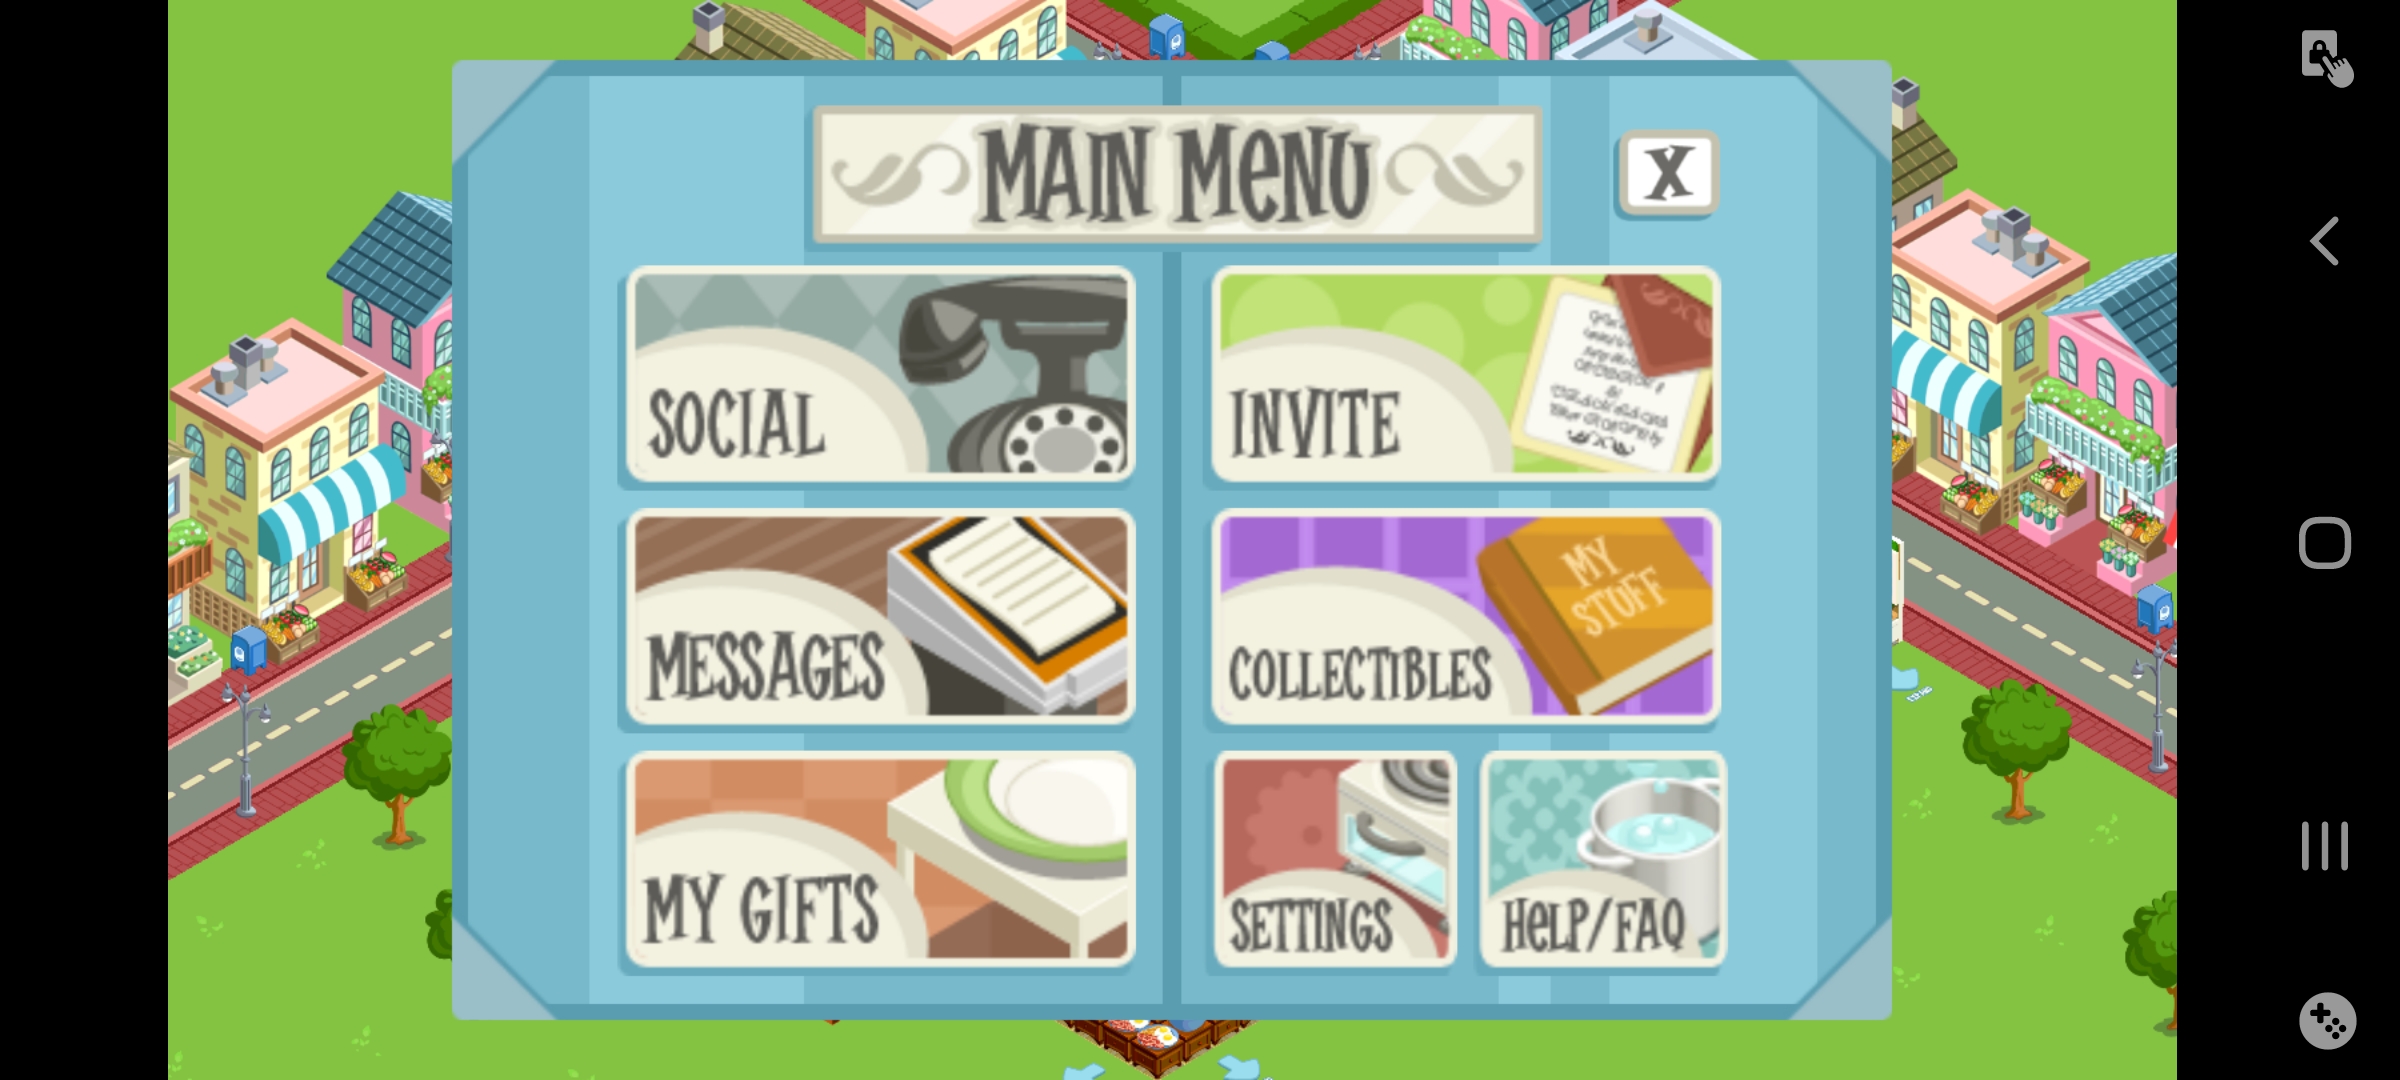 MAIN MENU
X
SOCIAL
INVITE
MESSAGES
MY
STUFF
COLLECTIBLES
MY GIFTS
SETTINGS
HELP/FAQ